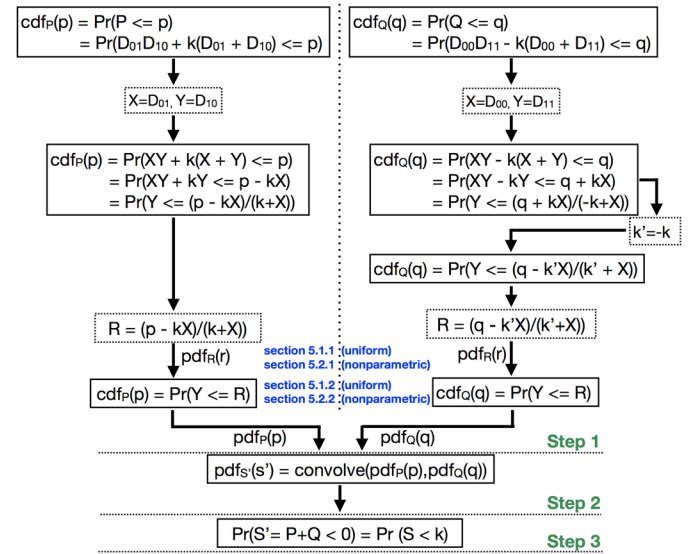 cdfP(p) = Pr(P <= p)
= Pr(D01D10 + k(D01 + D10) <= p)
X=D01, Y=D10
cdfP(p) = Pr(XY + k(X + Y) <= p)
= Pr(XY + kY <= p - kX)
= Pr(Y <= (p - kX)/(k+X))
R = (p - kX)/(k+X))
pdfR(r)
cdfP(p) = Pr(Y <= R)
pdfP(p)
cdfQ(q) = Pr(Q <= q)
= Pr(D00D11 - k(D00 + D11) <= q)
X=D00, Y=D11
cdfQ(q) = Pr(XY - k(X + Y) <= q)
= Pr(XY - kY <= q + kX)
= Pr(Y <= (q + kX)/(-k+X))
k'=-k
cdfQ(q) = Pr(Y <= (q - k'X)/(k' + X))
R = (q - k'X)/(k'+X))
pdfR(r)
cdfQ(q) = Pr(Y <= R)
pdfQ(q)
section 5.1.1 (uniform)
section 5.2.1 (nonparametric)
section 5.1.2 (uniform)
section 5.2.2 (nonparametric)
Step 1
pdfS'(s') = convolve(pdfP(p),pdfQ(q))
Step 2
Pr(S'= P+Q < 0) = Pr (S < k)
Step 3